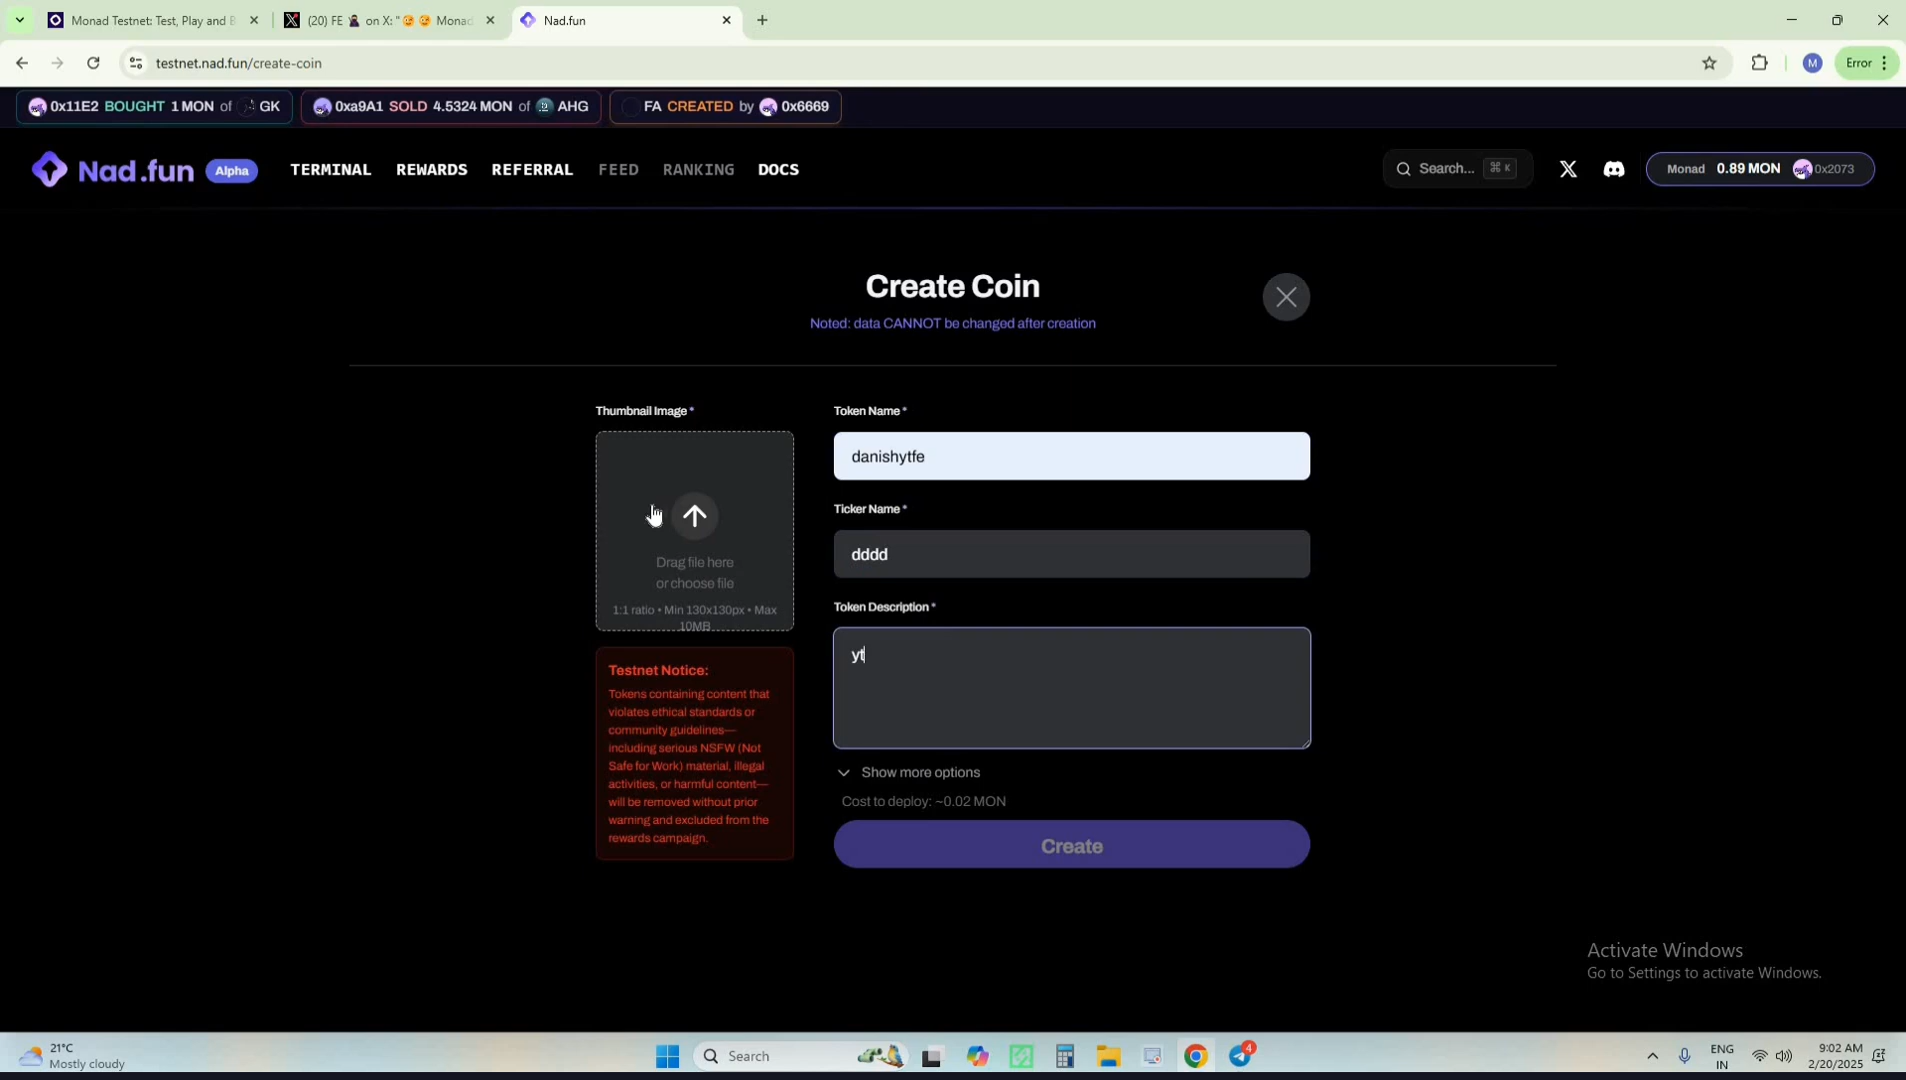 Monad Testnet: Test, Play and B
(20) FE on X: " Monad
Nad.fun
testnet.nad.fun/create-coin
M
Error
0x11E2 BOUGHT 1 MON of GK
0xa9A1 SOLD 4.5324 MON of AHG
FA CREATED by 0x6669
Nad.fun
Alpha
TERMINAL
REWARDS
REFERRAL
FEED
RANKING
DOCS
Search... ⌘ K
Monad 0.89 MON 0x2073
Create Coin
Noted: data CANNOT be changed after creation
Thumbnail Image *
Drag file here
or choose file
1:1 ratio • Min 130x130px • Max
10MB
Testnet Notice:
Tokens containing content that
violates ethical standards or
community guidelines—
including serious NSFW (Not
Safe for Work) material, illegal
activities, or harmful content—
will be removed without prior
warning and excluded from the
rewards campaign.
Token Name *
danishytfe
Ticker Name *
dddd
Token Description *
yt
Show more options
Cost to deploy: ~0.02 MON
Create
Activate Windows
Go to Settings to activate Windows.
21°C
Mostly cloudy
Search
4
ENG
IN
9:02 AM
2/20/2025